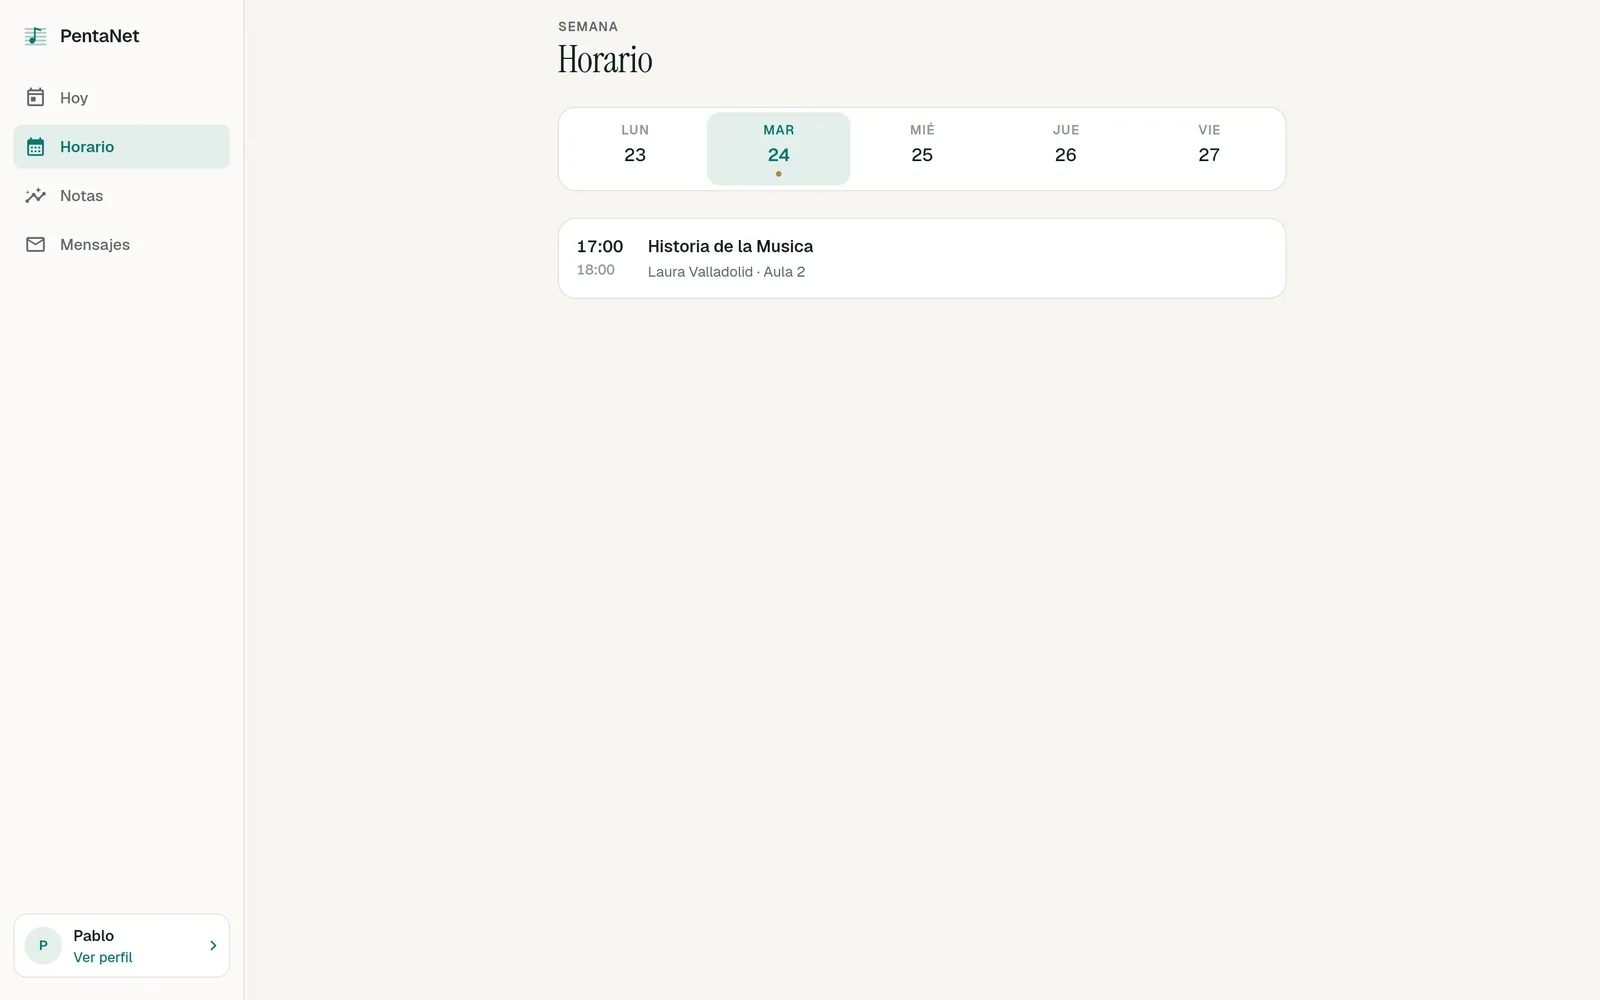 PentaNet
Hoy
Horario
Notas
Mensajes
Pablo
Ver perfil
P
SEMANA
Horario
LUN
23
MAR
24
MIÉ
25
JUE
26
VIE
27
17:00
18:00
Historia de la Musica
Laura Valladolid · Aula 2